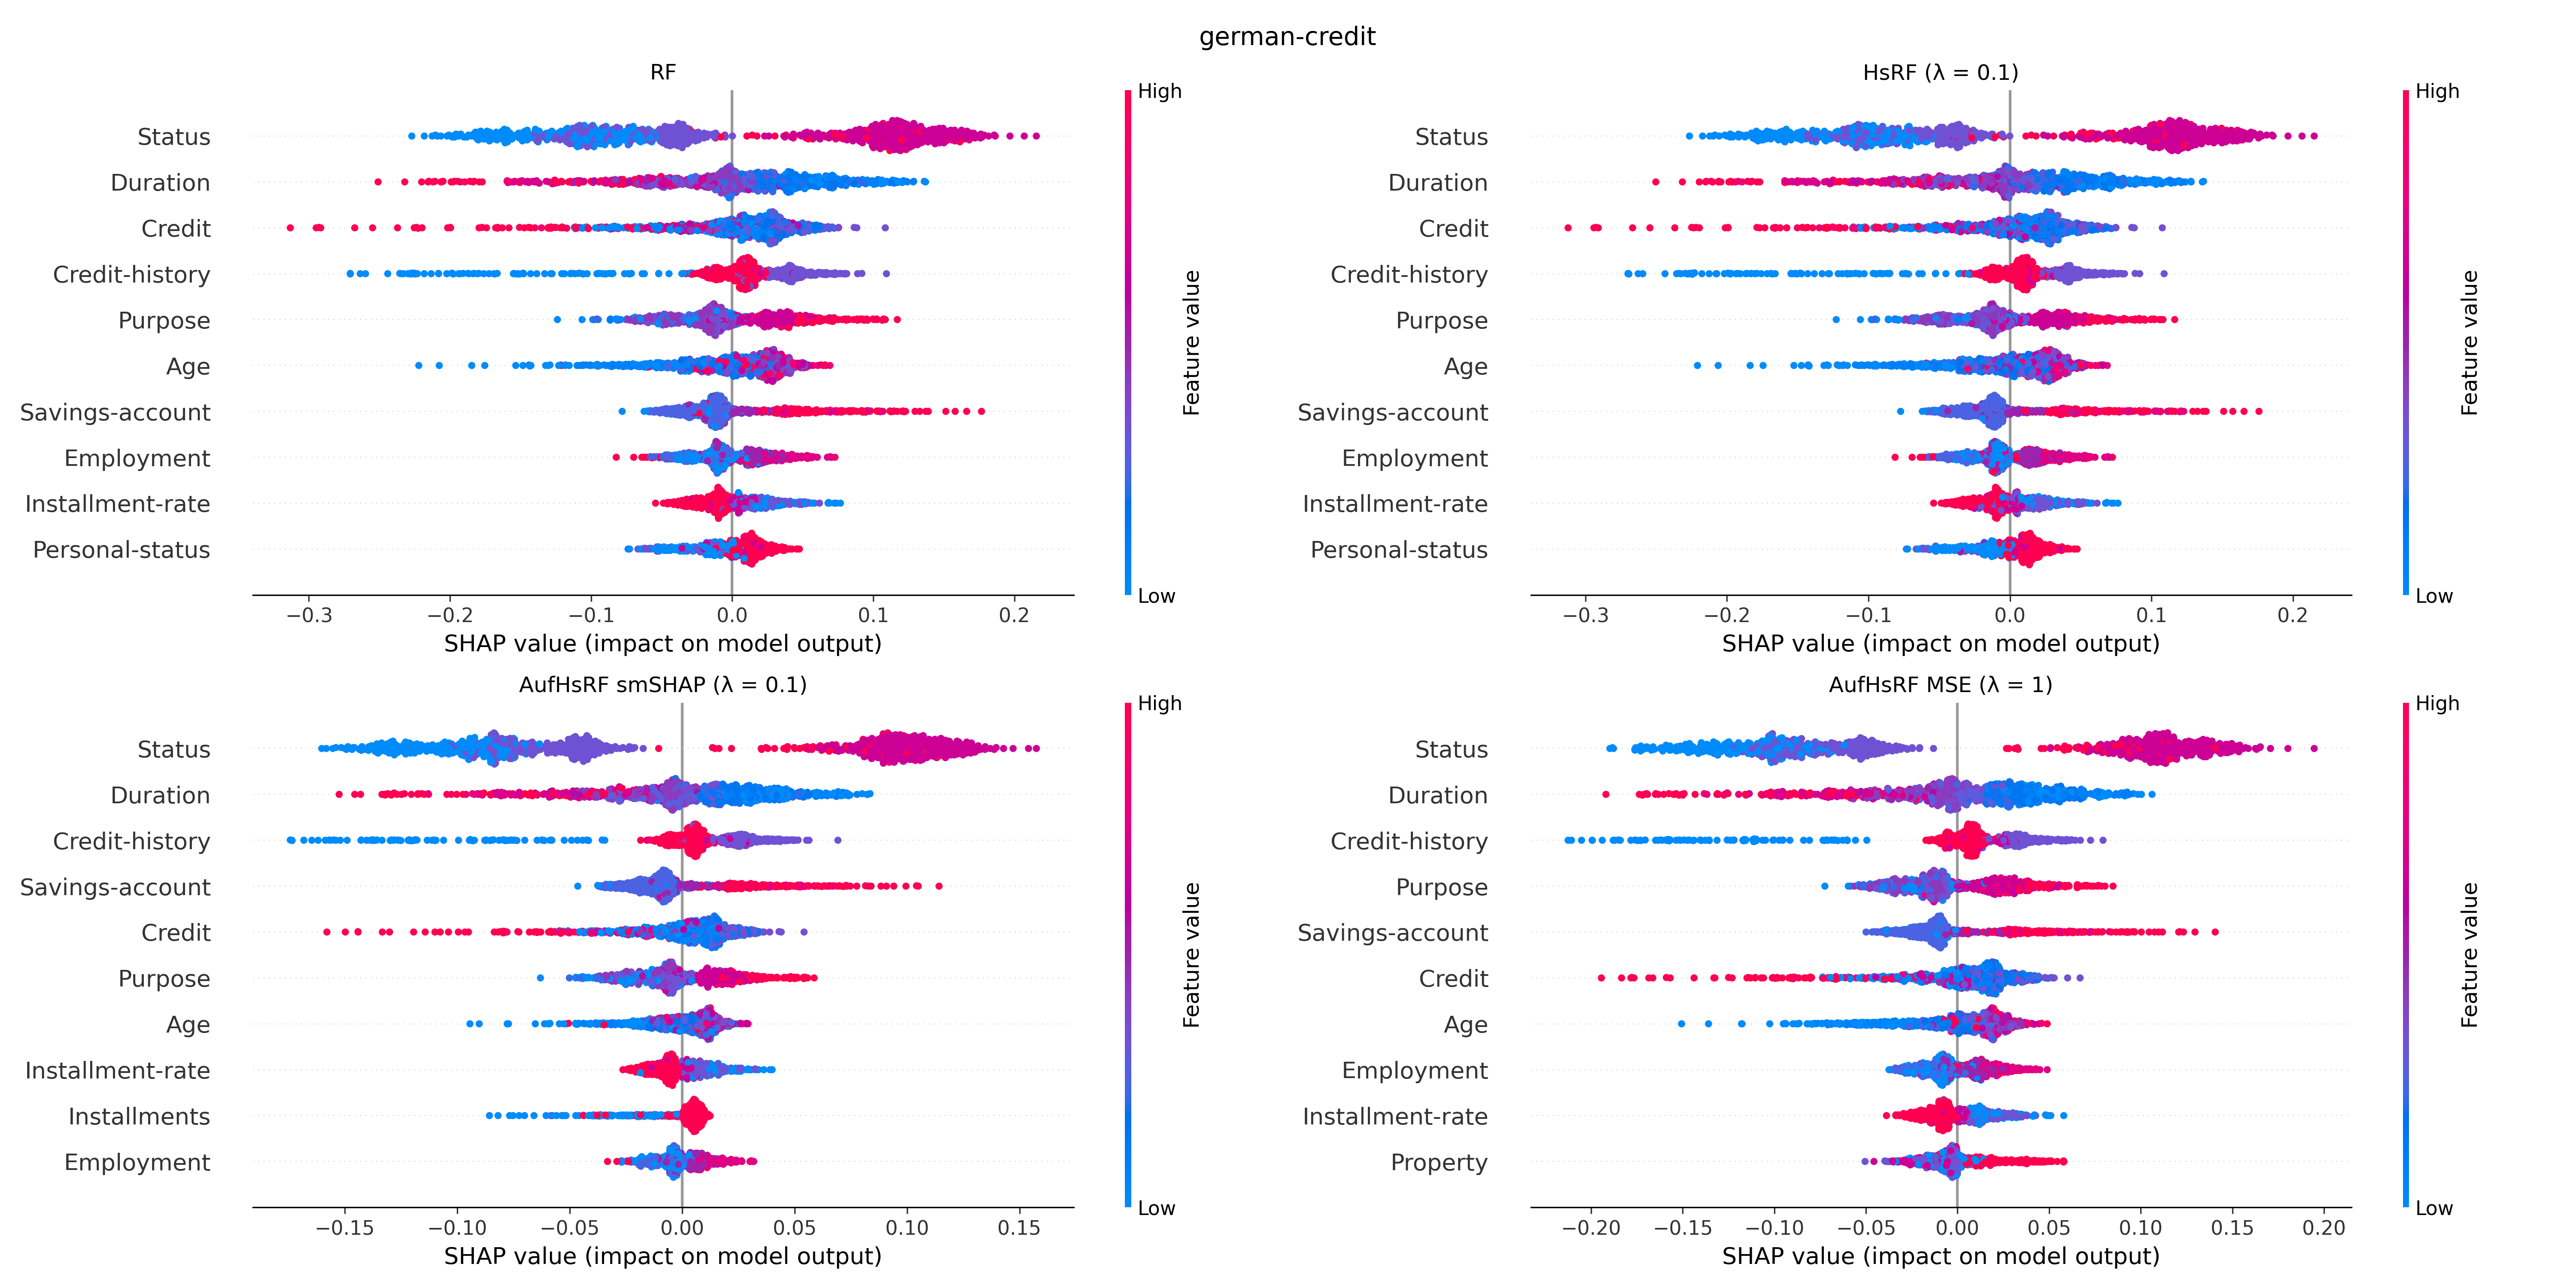 german-credit
RF
Status
Duration
Credit
Credit-history
Purpose
Age
Savings-account
Employment
Installment-rate
Personal-status
−0.3 −0.2 −0.1 0.0 0.1 0.2
SHAP value (impact on model output)
High
Feature value
Low
HsRF (λ = 0.1)
Status
Duration
Credit
Credit-history
Purpose
Age
Savings-account
Employment
Installment-rate
Personal-status
−0.3 −0.2 −0.1 0.0 0.1 0.2
SHAP value (impact on model output)
High
Feature value
Low
AufHsRF smSHAP (λ = 0.1)
Status
Duration
Credit-history
Savings-account
Credit
Purpose
Age
Installment-rate
Installments
Employment
−0.15 −0.10 −0.05 0.00 0.05 0.10 0.15
SHAP value (impact on model output)
High
Feature value
Low
AufHsRF MSE (λ = 1)
Status
Duration
Credit-history
Purpose
Savings-account
Credit
Age
Employment
Installment-rate
Property
−0.20 −0.15 −0.10 −0.05 0.00 0.05 0.10 0.15 0.20
SHAP value (impact on model output)
High
Feature value
Low